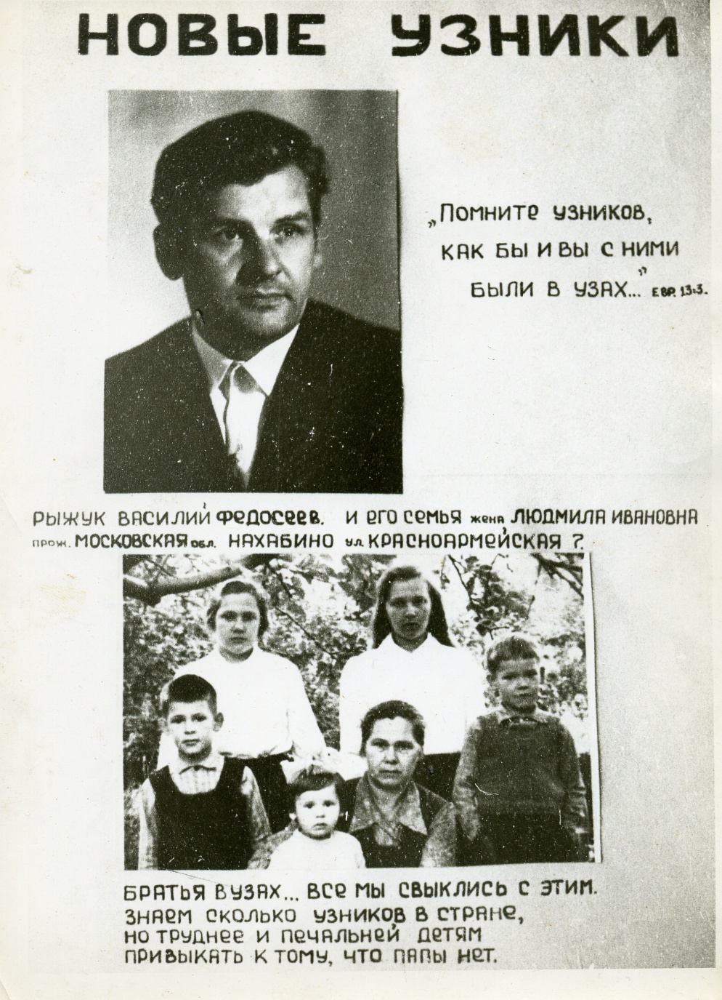 НОВЫЕ УЗНИКИ
„Помните узников,
как бы и вы с ними
были в узах..." Евр. 13.3.
Рыжук Василий Федосеев. и его семья жена Людмила Ивановна
прож. Московская обл. Нахабино ул. Красноармейская 7.
Братья в узах... все мы свыклись с этим.
Знаем сколько узников в стране,
но труднее и печальней детям
привыкать к тому, что папы нет.